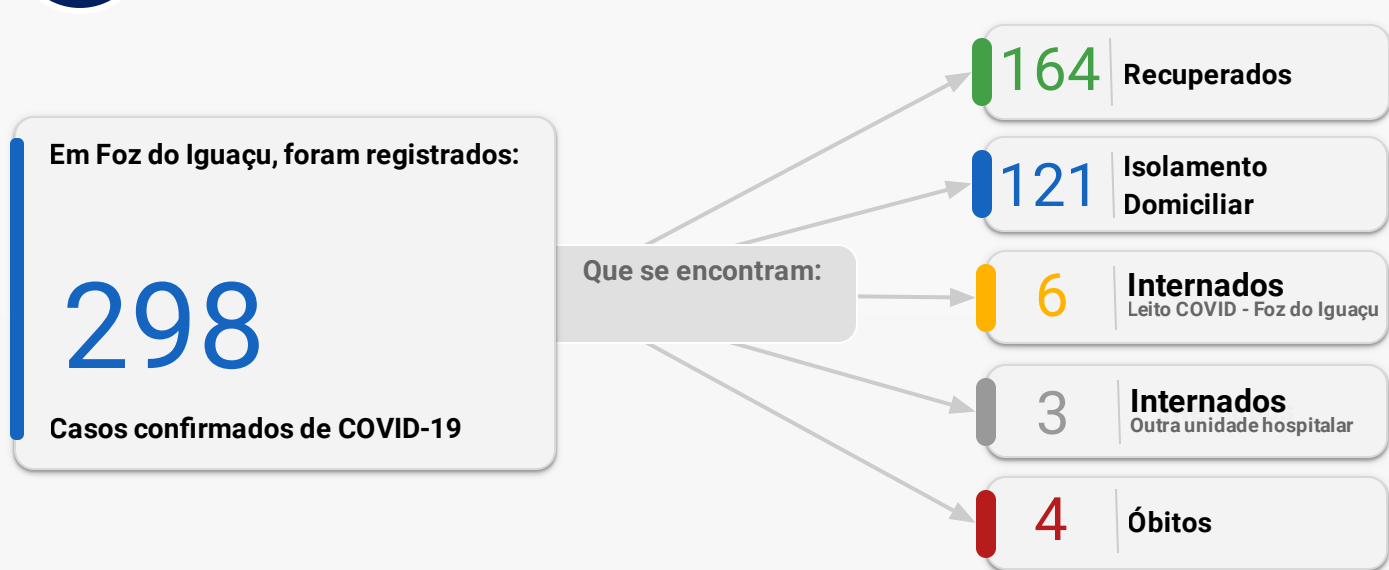 Em Foz do Iguaçu, foram registrados:
298
Casos confirmados de COVID-19
Que se encontram:
164 Recuperados
121 Isolamento
Domiciliar
6 Internados
Leito COVID - Foz do Iguaçu
3 Internados
Outra unidade hospitalar
4 Óbitos